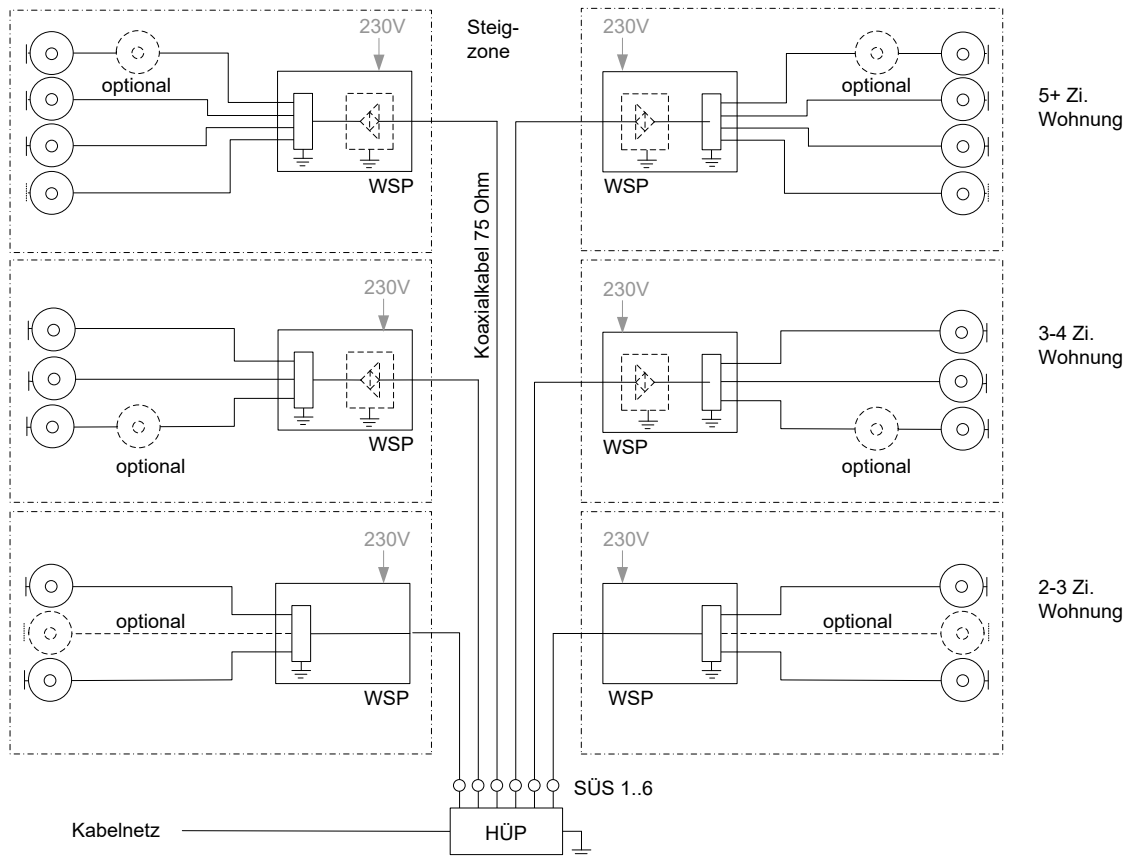 230V
Steig-
zone
230V
optional
optional
5+ Zi.
Wohnung
WSP
WSP
Koaxialkabel 75 Ohm
230V
230V
3-4 Zi.
Wohnung
WSP
WSP
optional
optional
230V
230V
2-3 Zi.
Wohnung
optional
optional
WSP
WSP
SÜS 1..6
Kabelnetz
HÜP